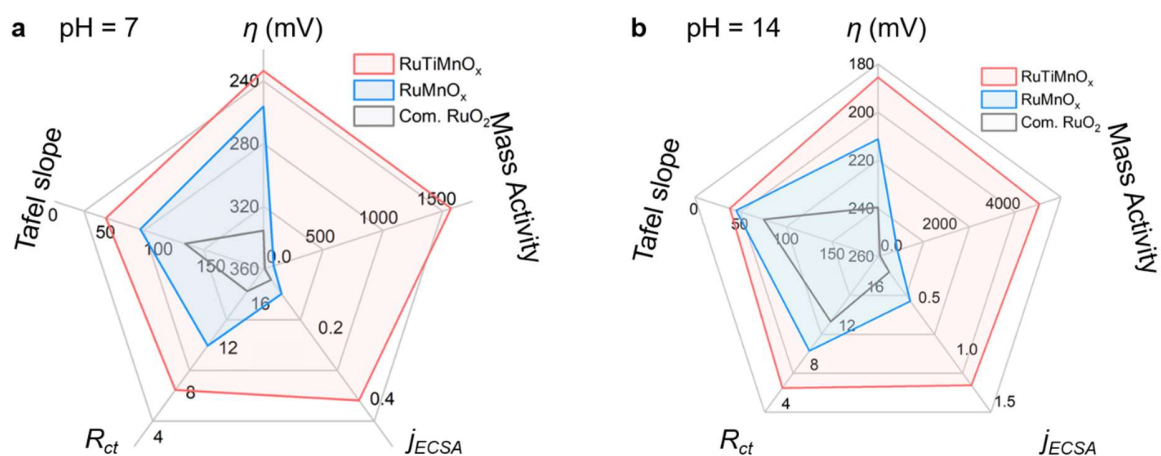 a pH = 7 η (mV)
RuTiMnOₓ
RuMnOₓ
Com. RuO₂
240
280
320
360
Mass Activity
0.0
500
1000
1500
jECSA
0.2
0.4
Rct
16
12
8
4
Tafel slope
150
100
50
0
b pH = 14 η (mV)
RuTiMnOₓ
RuMnOₓ
Com. RuO₂
180
200
220
240
260
Mass Activity
0.0
2000
4000
jECSA
0.5
1.0
1.5
Rct
16
12
8
4
Tafel slope
150
100
50
0